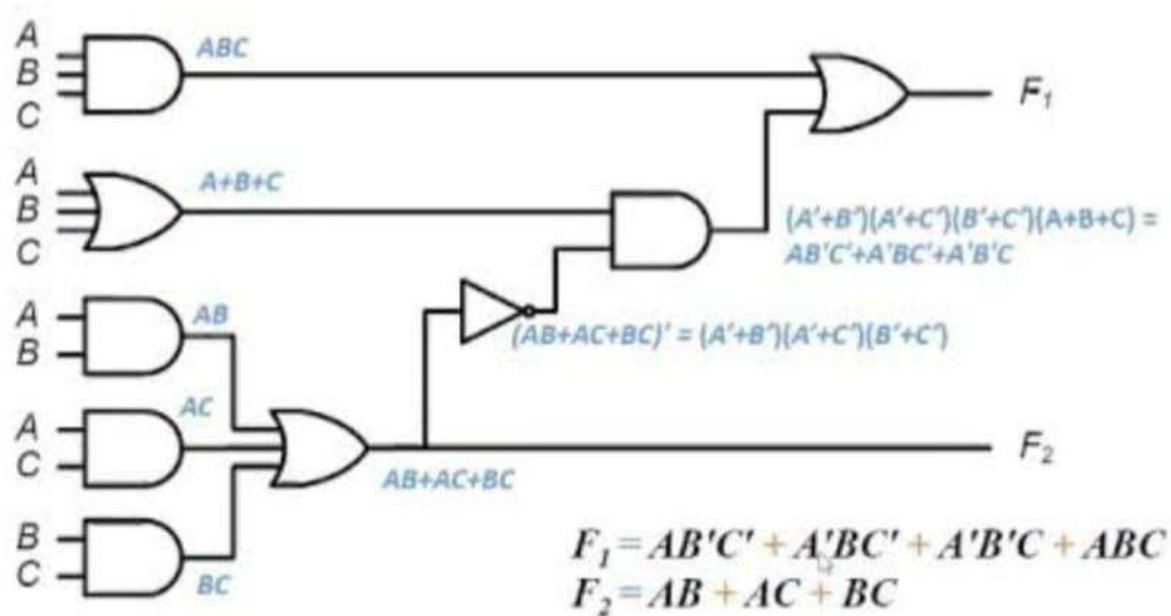 A
B
C
ABC
F₁
A
B
C
A+B+C
(A'+B')(A'+C')(B'+C')(A+B+C) =
AB'C'+A'BC'+A'B'C
A
B
AB
(AB+AC+BC)' = (A'+B')(A'+C')(B'+C')
A
C
AC
F₂
AB+AC+BC
B
C
BC
F₁ = AB'C' + A'BC' + A'B'C + ABC
F₂ = AB + AC + BC